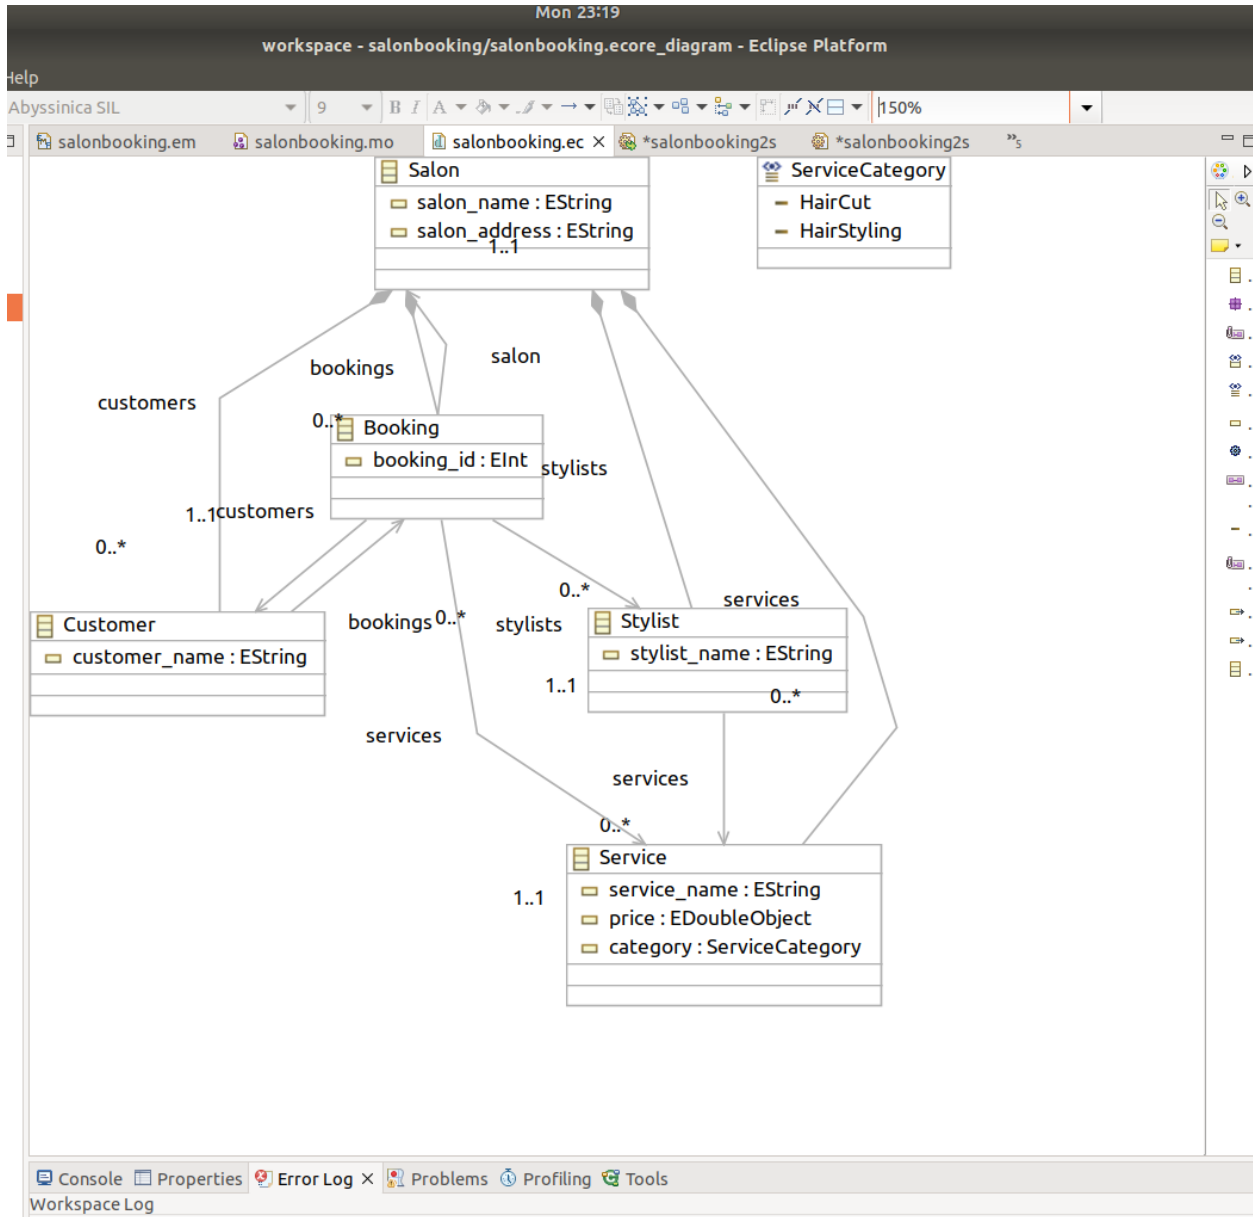 Mon 23:19
workspace - salonbooking/salonbooking.ecore_diagram - Eclipse Platform
Help
Abyssinica SIL 9 B I A 150%
salonbooking.em salonbooking.mo salonbooking.ec *salonbooking2s *salonbooking2s »5
Salon
salon_name : EString
salon_address : EString
1..1
ServiceCategory
HairCut
HairStyling
salon
bookings
customers
0..*
Booking
booking_id : EInt
stylists
1..1
customers
0..*
0..*
services
Customer
customer_name : EString
bookings
0..*
stylists
Stylist
stylist_name : EString
1..1
0..*
services
services
0..*
Service
service_name : EString
price : EDoubleObject
category : ServiceCategory
1..1
Console Properties Error Log Problems Profiling Tools
Workspace Log